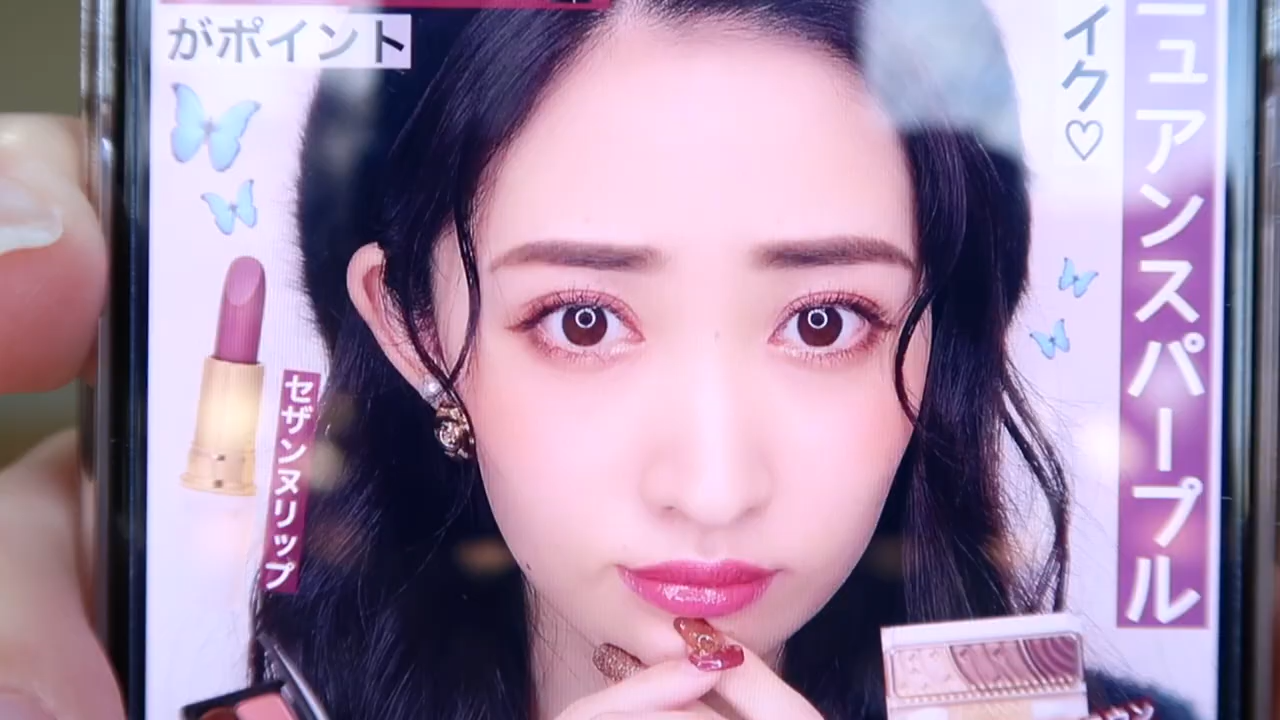 がポイント
イク♡
ニュアンスパープル
セザンヌリップ